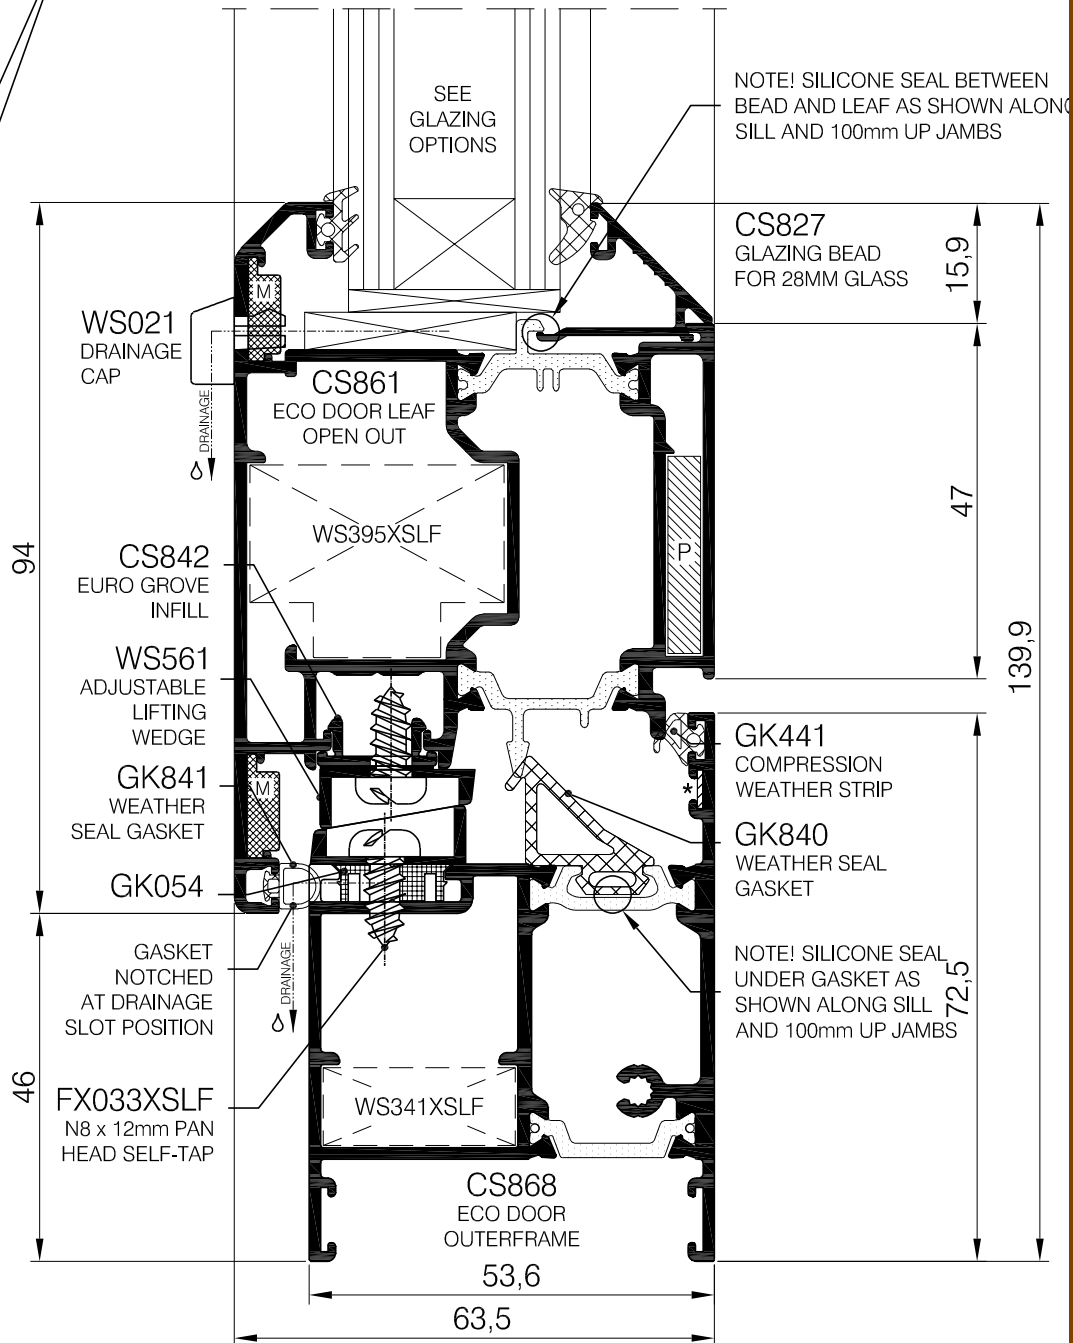 SEE
GLAZING
OPTIONS
NOTE! SILICONE SEAL BETWEEN
BEAD AND LEAF AS SHOWN ALONG
SILL AND 100mm UP JAMBS
CS827
GLAZING BEAD
FOR 28MM GLASS
15,9
M
WS021
DRAINAGE
CAP
DRAINAGE
CS861
ECO DOOR LEAF
OPEN OUT
WS395XSLF
P
47
94
139,9
CS842
EURO GROVE
INFILL
WS561
ADJUSTABLE
LIFTING
WEDGE
GK841
WEATHER
SEAL GASKET
M
GK054
GK441
COMPRESSION
WEATHER STRIP
*
GK840
WEATHER SEAL
GASKET
GASKET
NOTCHED
AT DRAINAGE
SLOT POSITION
DRAINAGE
NOTE! SILICONE SEAL
UNDER GASKET AS
SHOWN ALONG SILL
AND 100mm UP JAMBS
72,5
46
FX033XSLF
N8 x 12mm PAN
HEAD SELF-TAP
WS341XSLF
CS868
ECO DOOR
OUTERFRAME
53,6
63,5